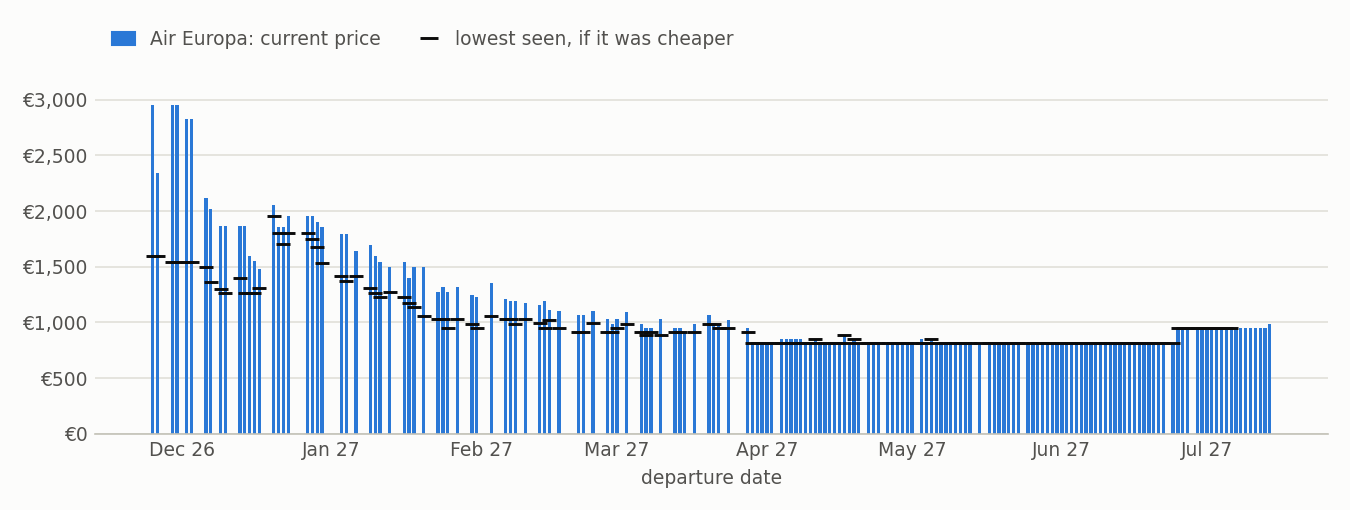 Air Europa: current price
lowest seen, if it was cheaper
€3,000
€2,500
€2,000
€1,500
€1,000
€500
€0
Dec 26 Jan 27 Feb 27 Mar 27 Apr 27 May 27 Jun 27 Jul 27
departure date